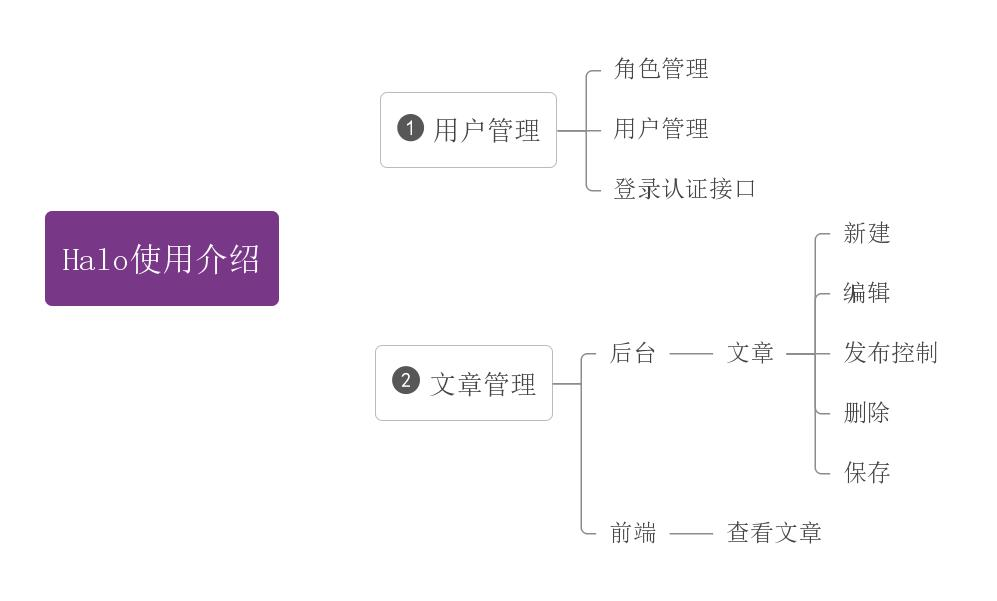 Halo使用介绍
1 用户管理
角色管理
用户管理
登录认证接口
2 文章管理
后台
文章
新建
编辑
发布控制
删除
保存
前端
查看文章